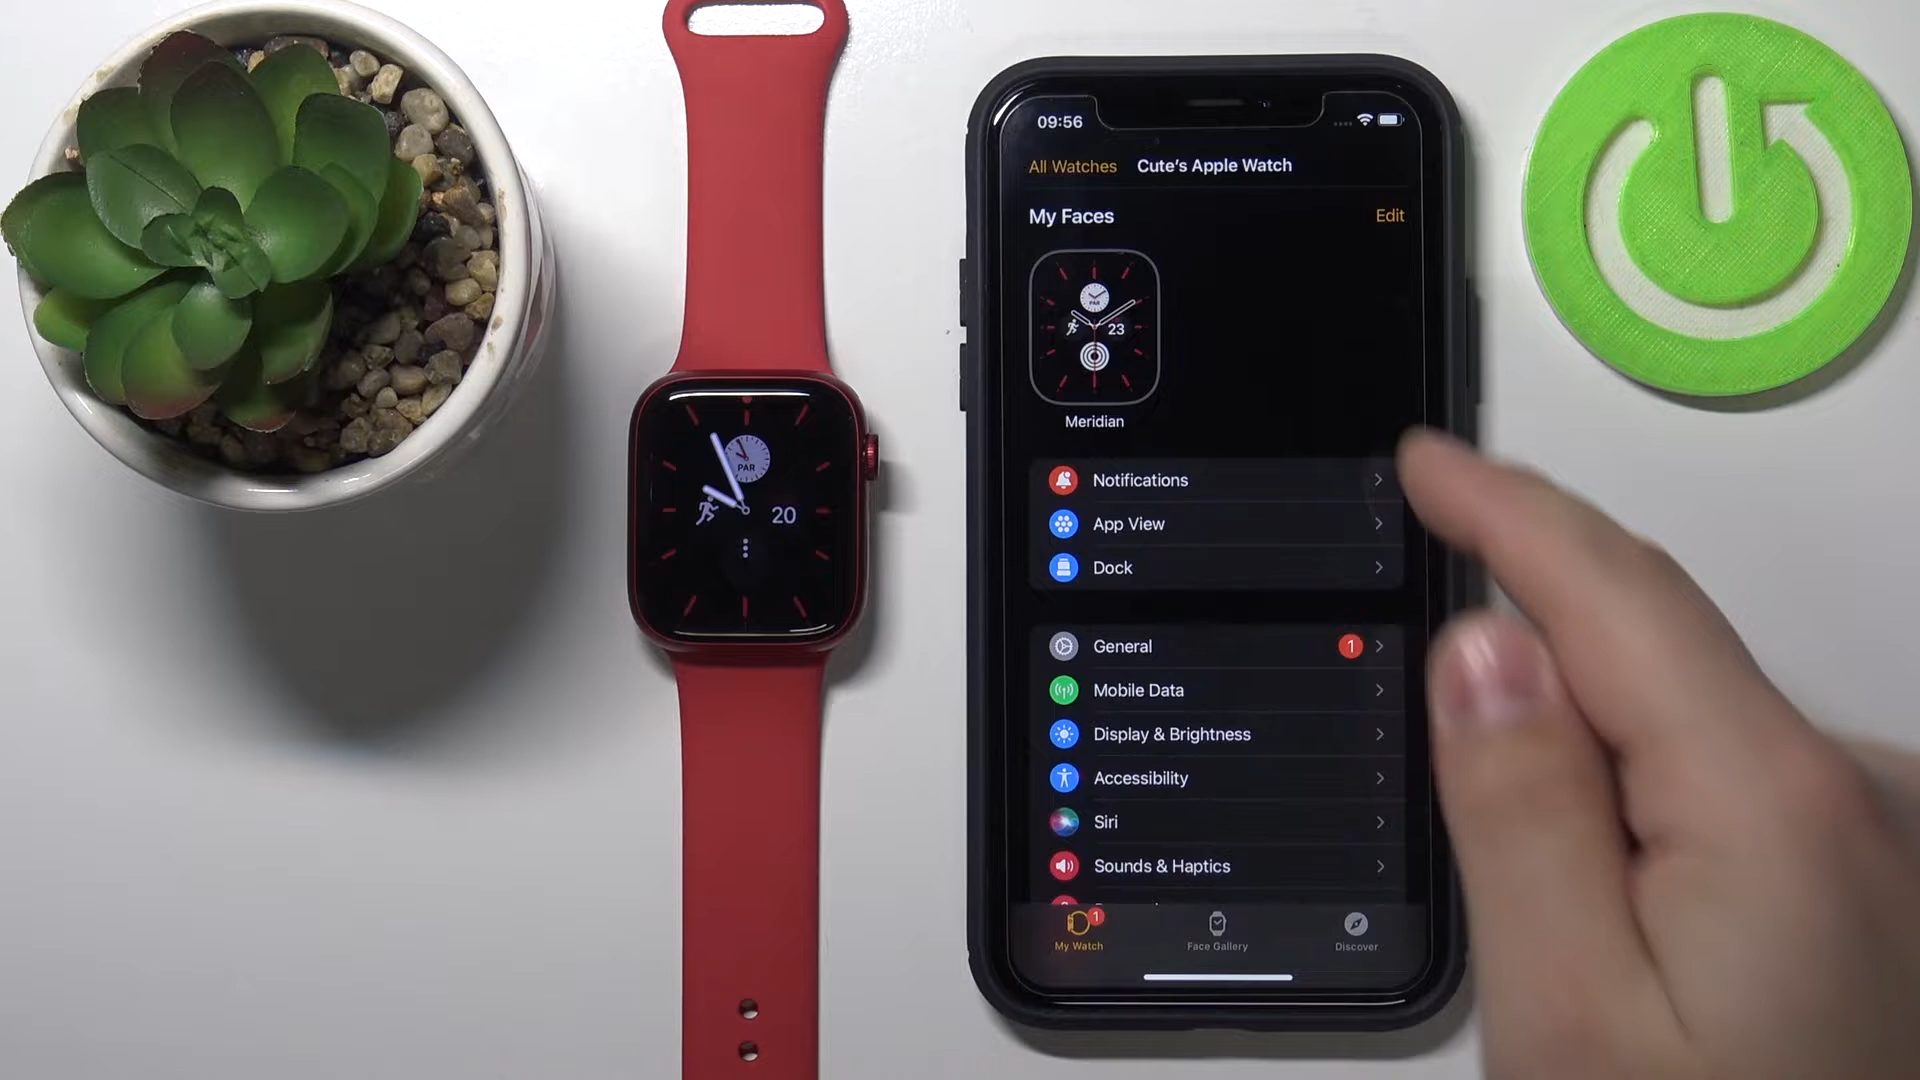 09:56
All Watches Cute's Apple Watch
My Faces Edit
PAR
23
Meridian
Notifications
App View
Dock
General 1
Mobile Data
Display & Brightness
Accessibility
Siri
Sounds & Haptics
1
My Watch Face Gallery Discover
PAR
20